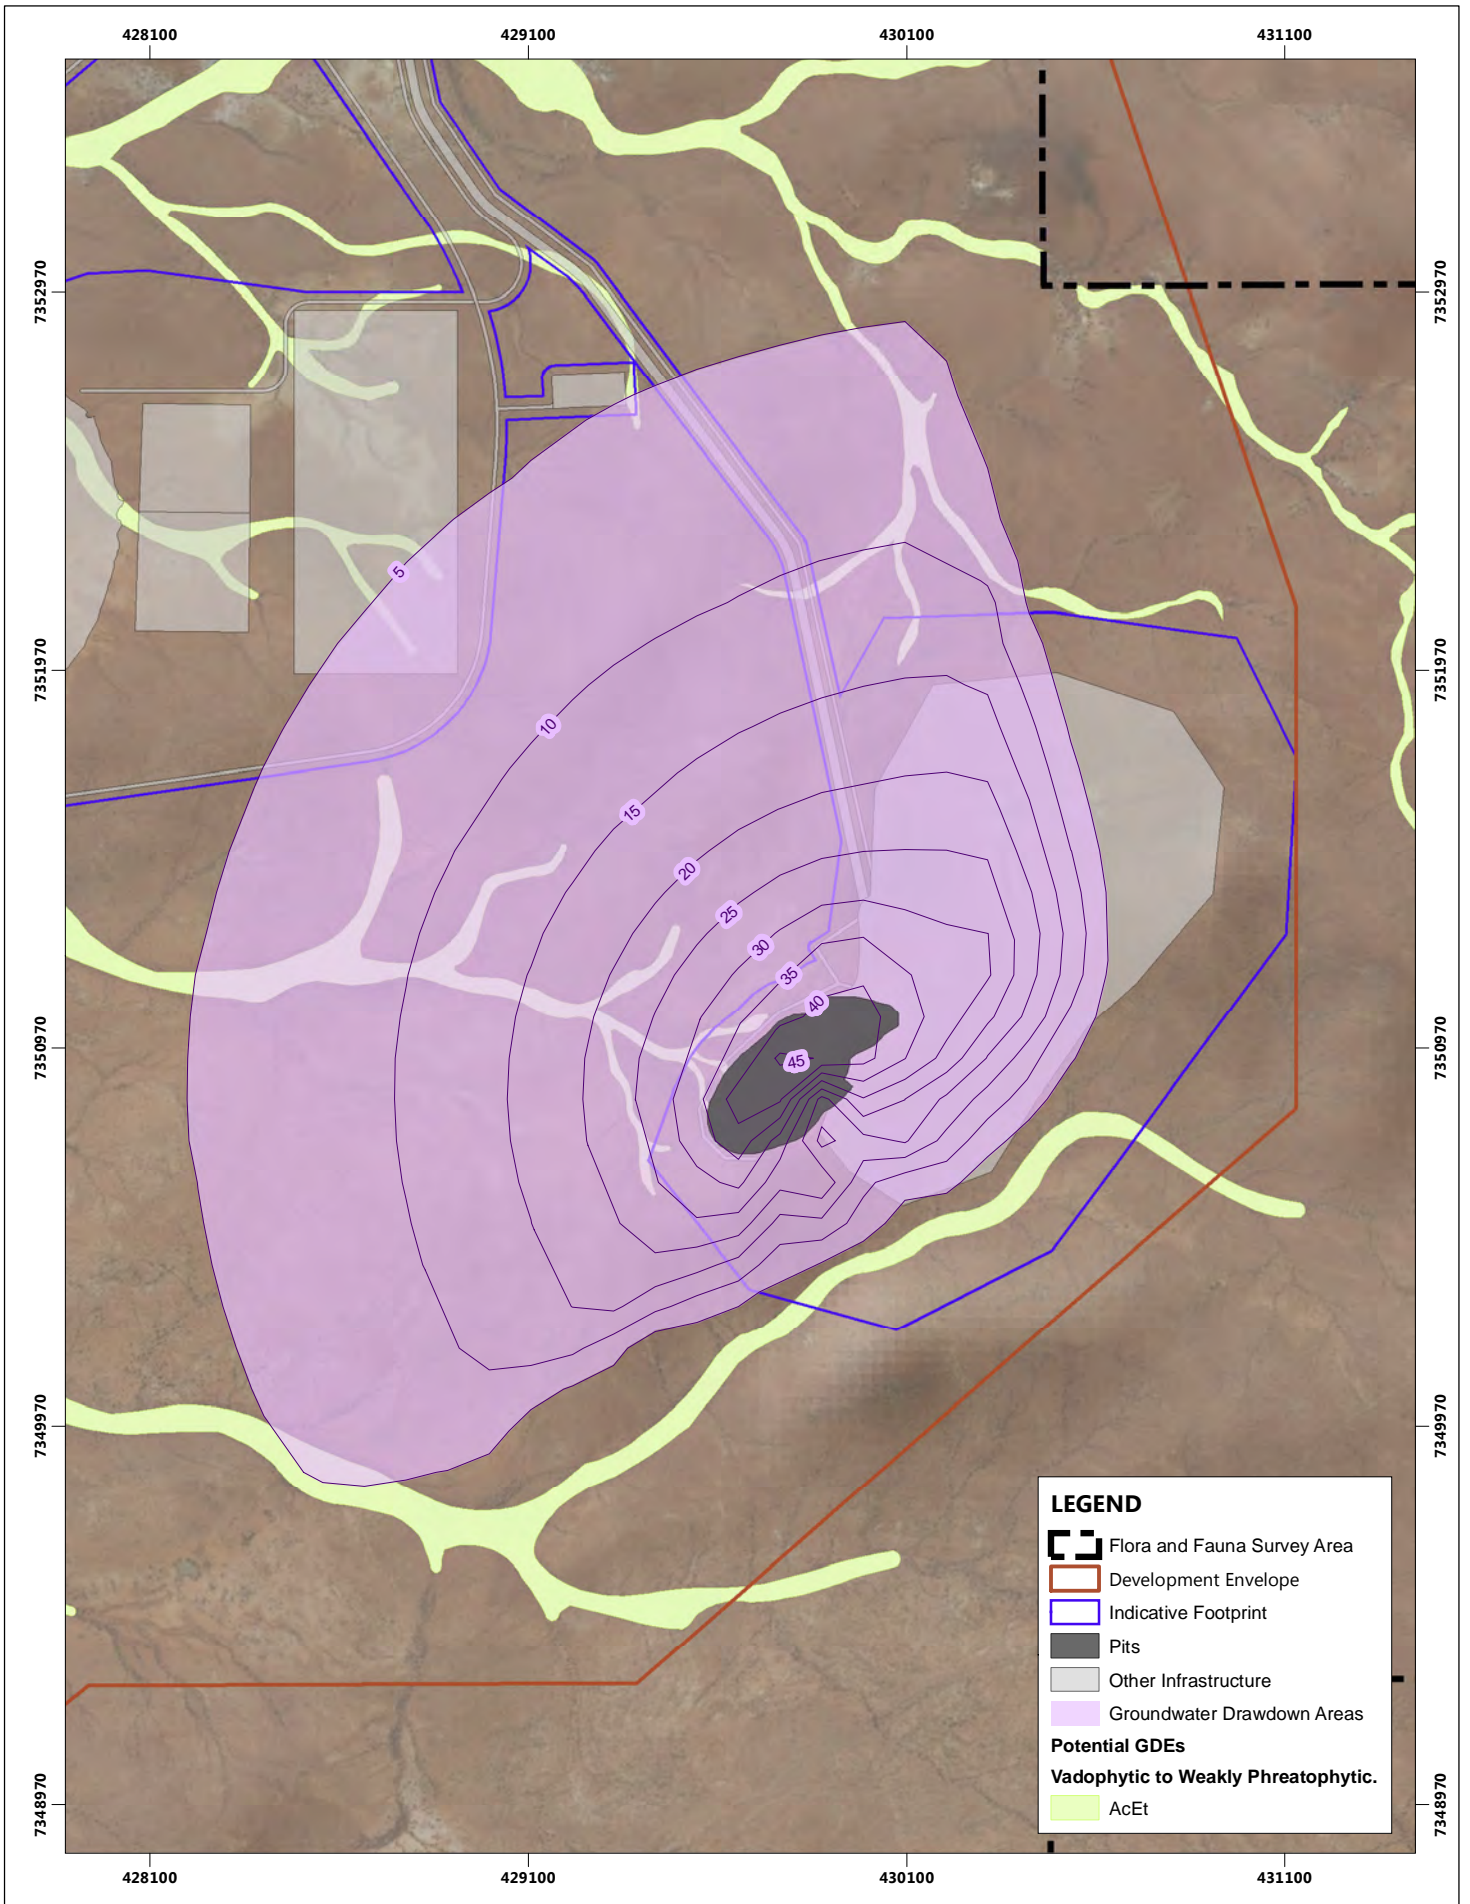 428100
429100
430100
431100
7352970
7352970
5
7351970
7351970
10
15
20
25
30
35
40
7350970
7350970
45
7349970
7349970
LEGEND
Flora and Fauna Survey Area
Development Envelope
Indicative Footprint
Pits
Other Infrastructure
Groundwater Drawdown Areas
Potential GDEs
Vadophytic to Weakly Phreatophytic.
AcEt
7348970
7348970
428100
429100
430100
431100